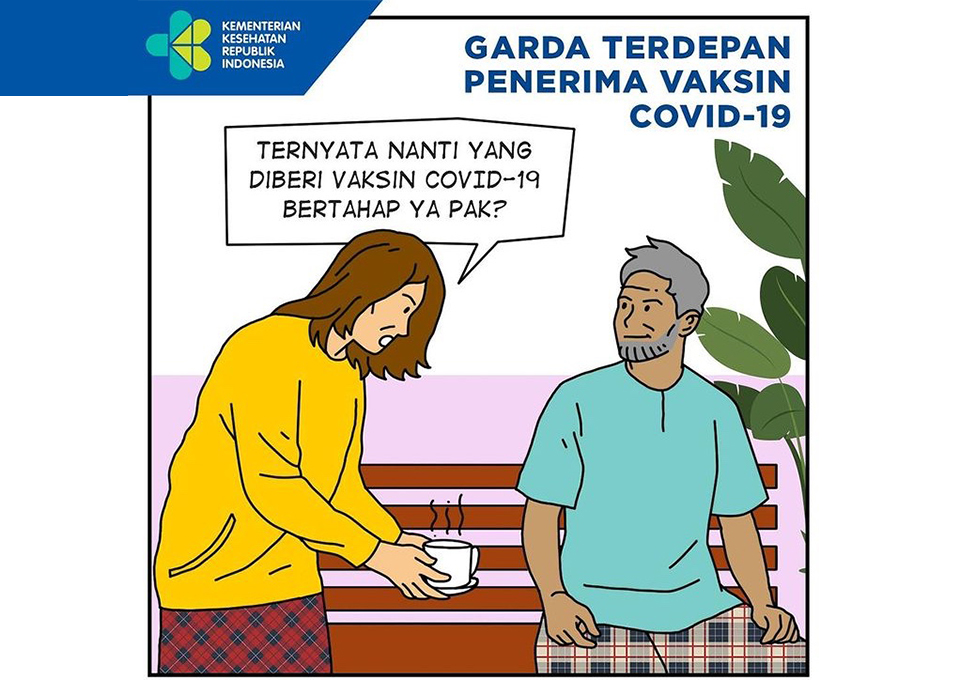 KEMENTERIAN
KESEHATAN
REPUBLIK
INDONESIA
GARDA TERDEPAN
PENERIMA VAKSIN
COVID-19
TERNYATA NANTI YANG
DIBERI VAKSIN COVID-19
BERTAHAP YA PAK?